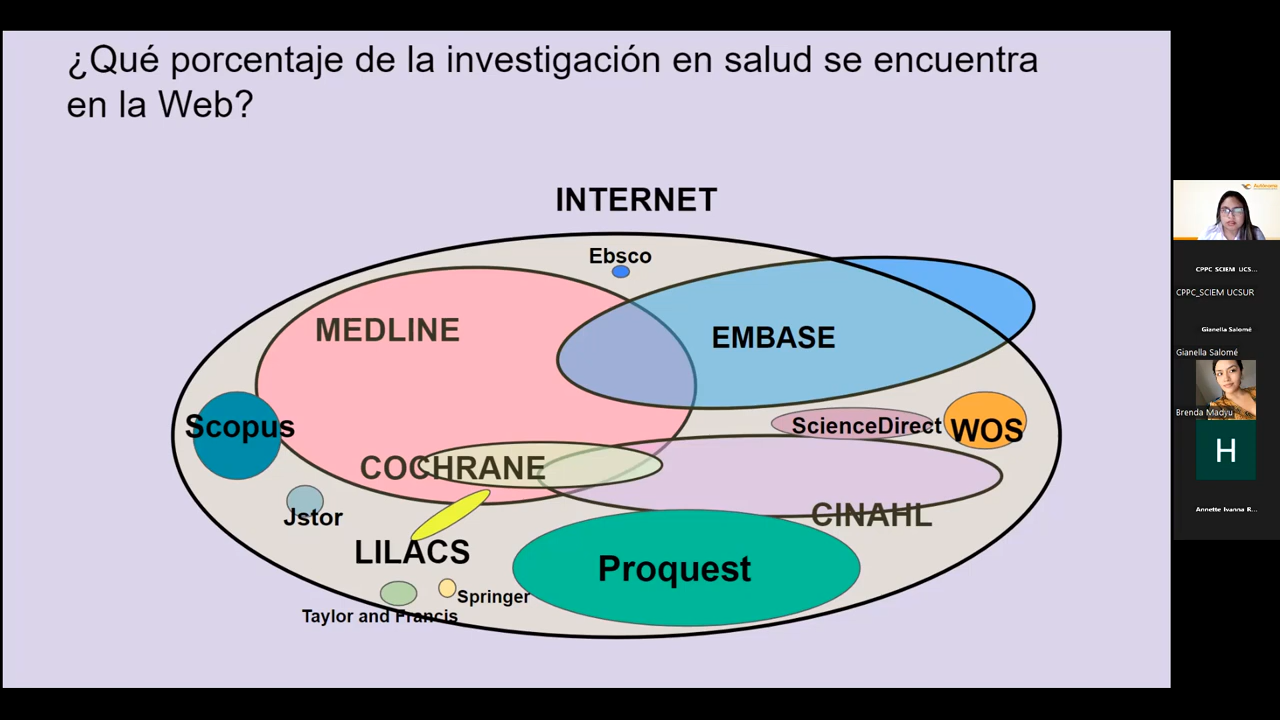 ¿Qué porcentaje de la investigación en salud se encuentra
en la Web?
INTERNET
Ebsco
MEDLINE
EMBASE
Scopus
ScienceDirect
WOS
COCHRANE
Jstor
CINAHL
LILACS
Proquest
Springer
Taylor and Francis
CPPC_SCIEM UCS...
CPPC_SCIEM UCSUR
Gianella Salomé
Gianella Salomé
Brenda Madyu
H
Annette Ivanna R...